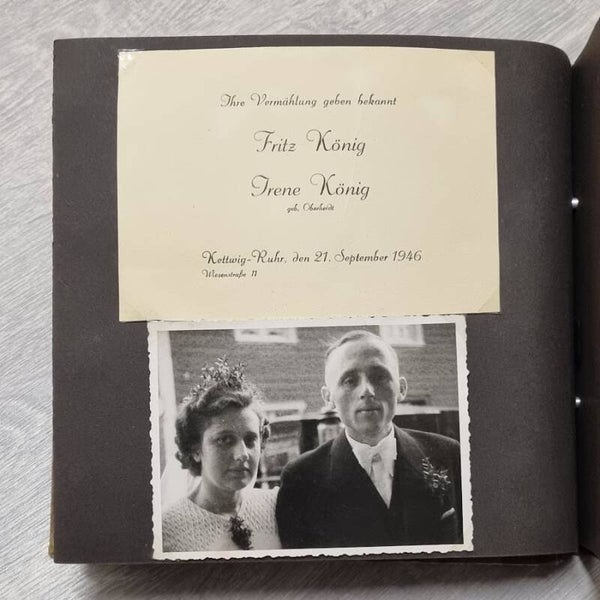 Ihre Vermählung geben bekannt
Fritz König
Irene König
geb. Oberheidt
Kettwig-Ruhr, den 21. September 1946
Wiesenstraße 11